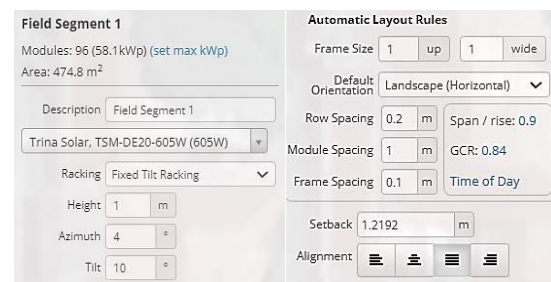 Field Segment 1
Modules: 96 (58.1kWp) (set max kWp)
Area: 474.8 m²
Description Field Segment 1
Trina Solar, TSM-DE20-605W (605W)
Racking Fixed Tilt Racking
Height 1 m
Azimuth 4 °
Tilt 10 °
Automatic Layout Rules
Frame Size 1 up 1 wide
Default
Orientation Landscape (Horizontal)
Row Spacing 0.2 m Span / rise: 0.9
Module Spacing 1 m GCR: 0.84
Frame Spacing 0.1 m Time of Day
Setback 1.2192 m
Alignment